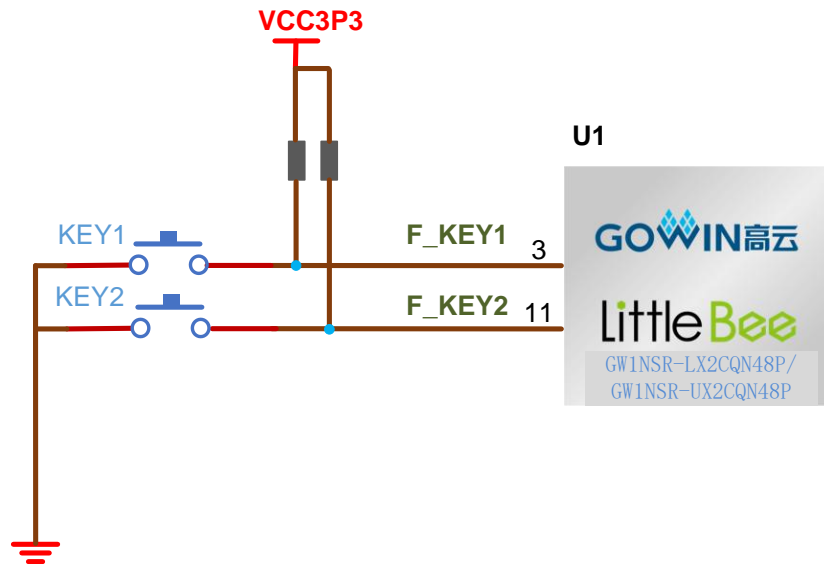 VCC3P3
U1
KEY1
F_KEY1
3
KEY2
F_KEY2
11
GOWIN高云
LittleBee
GW1NSR-LX2CQN48P/
GW1NSR-UX2CQN48P